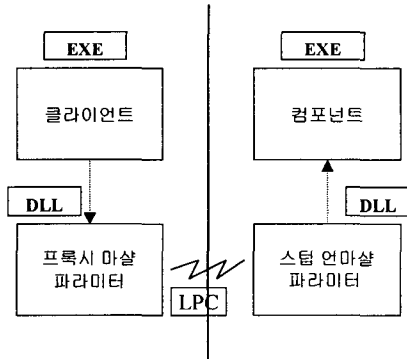 EXE
클라이언트
DLL
프록시 마샬
파라미터
LPC
EXE
컴포넌트
DLL
스텁 언마샬
파라미터